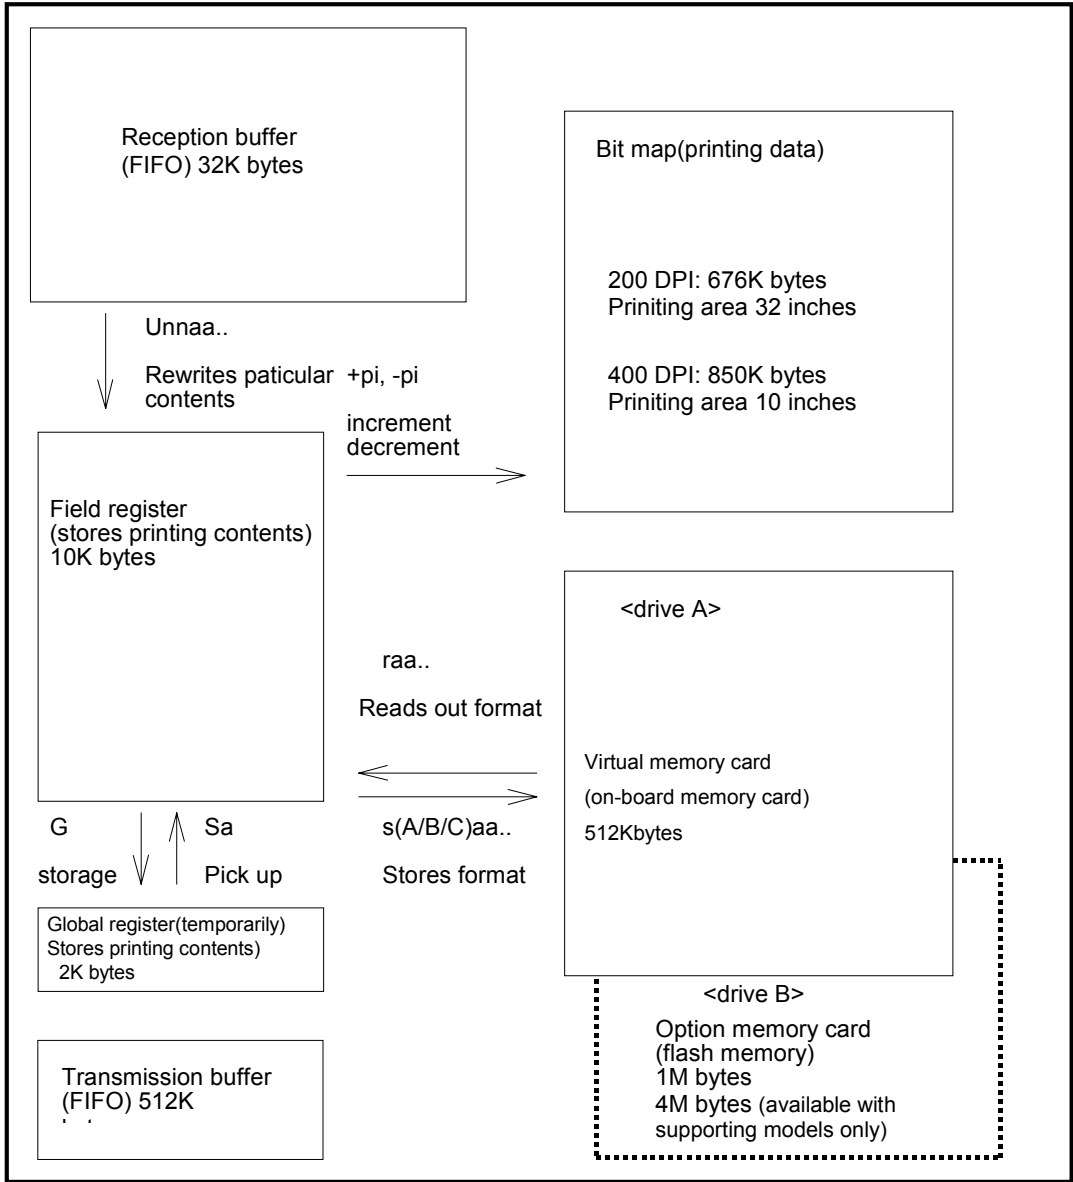 Reception buffer
(FIFO) 32K bytes
Bit map(printing data)
200 DPI: 676K bytes
Priniting area 32 inches
400 DPI: 850K bytes
Priniting area 10 inches
Unnaa..
Rewrites paticular
contents
+pi, -pi
increment
decrement
Field register
(stores printing contents)
10K bytes
<drive A>
raa..
Reads out format
Virtual memory card
(on-board memory card)
512Kbytes
s(A/B/C)aa..
Stores format
G
storage
Sa
Pick up
Global register(temporarily)
Stores printing contents)
2K bytes
<drive B>
Option memory card
(flash memory)
1M bytes
4M bytes (available with
supporting models only)
Transmission buffer
(FIFO) 512K